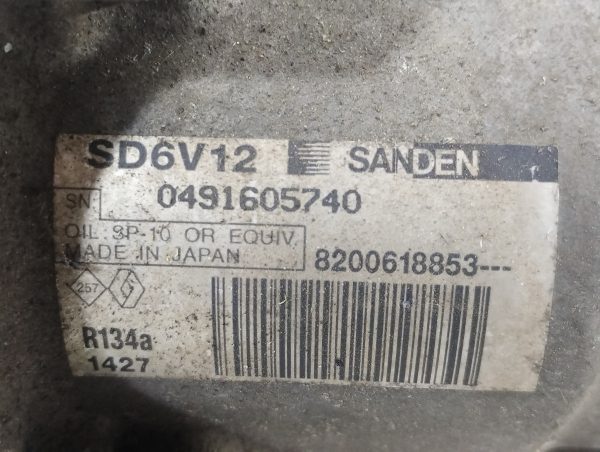 SD6V12 SANDEN
SN 0491605740
OIL SP-10 OR EQUIV.
MADE IN JAPAN
8200618853---
257
R134a
1427